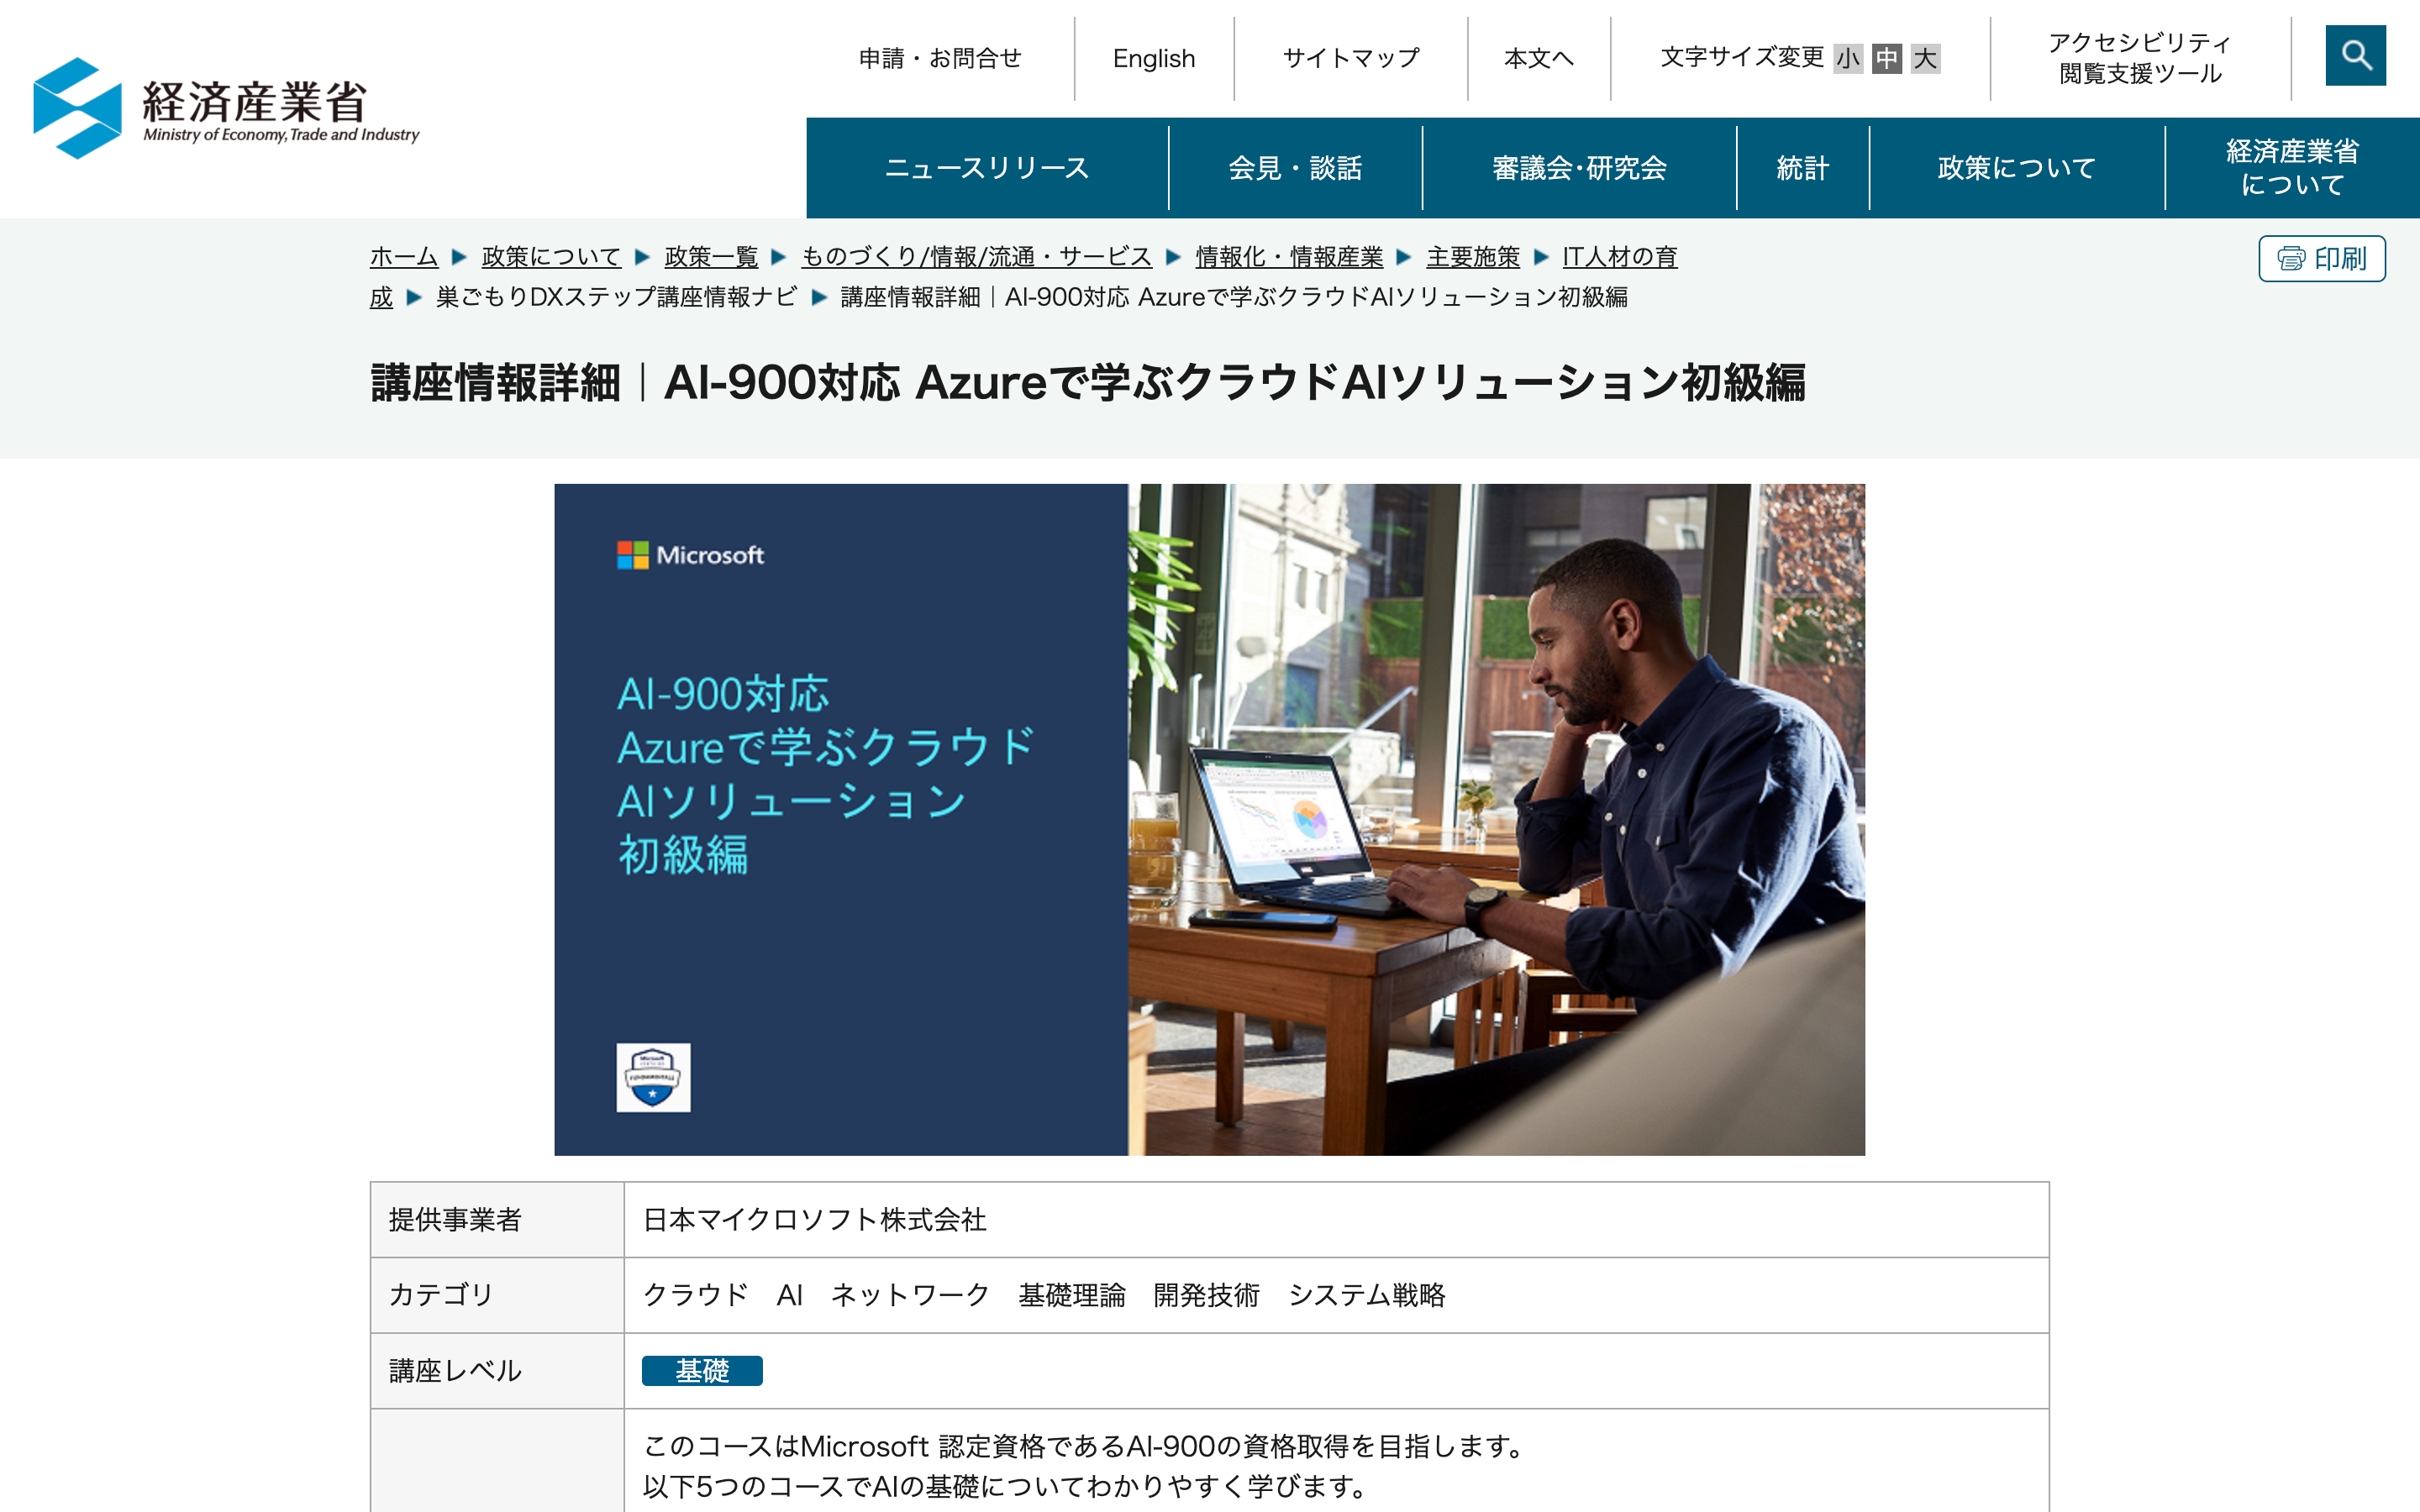 経済産業省
Ministry of Economy, Trade and Industry
申請・お問合せ
English
サイトマップ
本文へ
文字サイズ変更 小 中 大
アクセシビリティ
閲覧支援ツール
ニュースリリース
会見・談話
審議会・研究会
統計
政策について
経済産業省
について
ホーム ▶ 政策について ▶ 政策一覧 ▶ ものづくり/情報/流通・サービス ▶ 情報化・情報産業 ▶ 主要施策 ▶ IT人材の育
成 ▶ 巣ごもりDXステップ講座情報ナビ ▶ 講座情報詳細｜AI-900対応 Azureで学ぶクラウドAIソリューション初級編
印刷
講座情報詳細｜AI-900対応 Azureで学ぶクラウドAIソリューション初級編
Microsoft
AI-900対応
Azureで学ぶクラウド
AIソリューション
初級編
Microsoft
FUNDAMENTALS
提供事業者
日本マイクロソフト株式会社
カテゴリ
クラウド　AI　ネットワーク　基礎理論　開発技術　システム戦略
講座レベル
基礎
このコースはMicrosoft 認定資格であるAI-900の資格取得を目指します。
以下5つのコースでAIの基礎についてわかりやすく学びます。